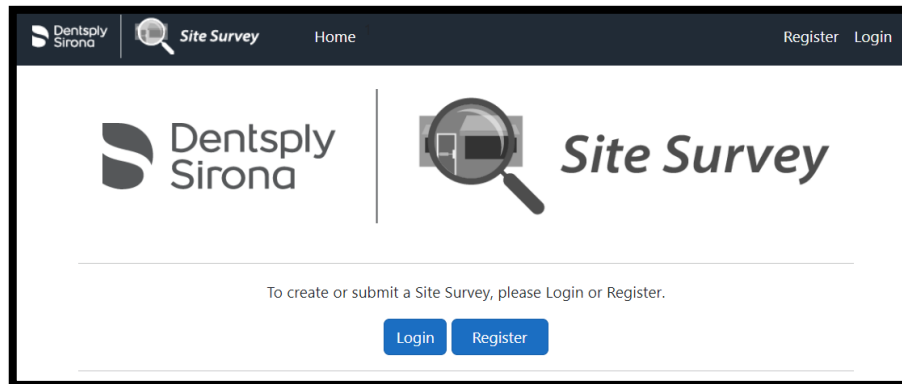 Dentsply Sirona Site Survey Home Register Login
Dentsply
Sirona
Site Survey
To create or submit a Site Survey, please Login or Register.
Login Register